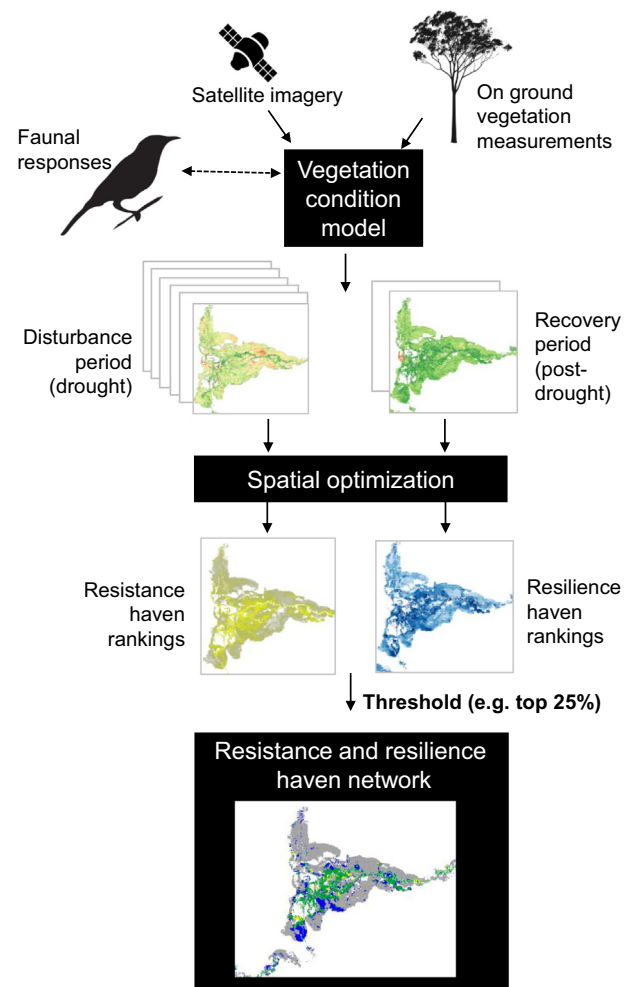 Satellite imagery
On ground
vegetation
measurements
Faunal
responses
Vegetation
condition
model
Disturbance
period
(drought)
Recovery
period
(post-
drought)
Spatial optimization
Resistance
haven
rankings
Resilience
haven
rankings
Threshold (e.g. top 25%)
Resistance and resilience
haven network